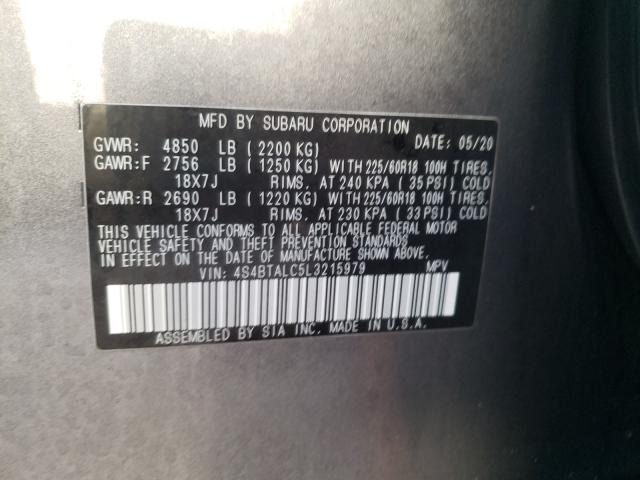 MFD BY SUBARU CORPORATION
GVWR: 4850 LB ( 2200 KG) DATE: 05/20
GAWR:F 2756 LB ( 1250 KG) WITH 225/60R18 100H TIRES,
18X7J RIMS, AT 240 KPA ( 35 PSI) COLD
GAWR:R 2690 LB ( 1220 KG) WITH 225/60R18 100H TIRES,
18X7J RIMS, AT 230 KPA ( 33 PSI) COLD
THIS VEHICLE CONFORMS TO ALL APPLICABLE FEDERAL MOTOR
VEHICLE SAFETY AND THEFT PREVENTION STANDARDS
IN EFFECT ON THE DATE OF MANUFACTURE SHOWN ABOVE.
VIN: 4S4BTALC5L3215979 MPV
ASSEMBLED BY SIA INC. MADE IN U.S.A.